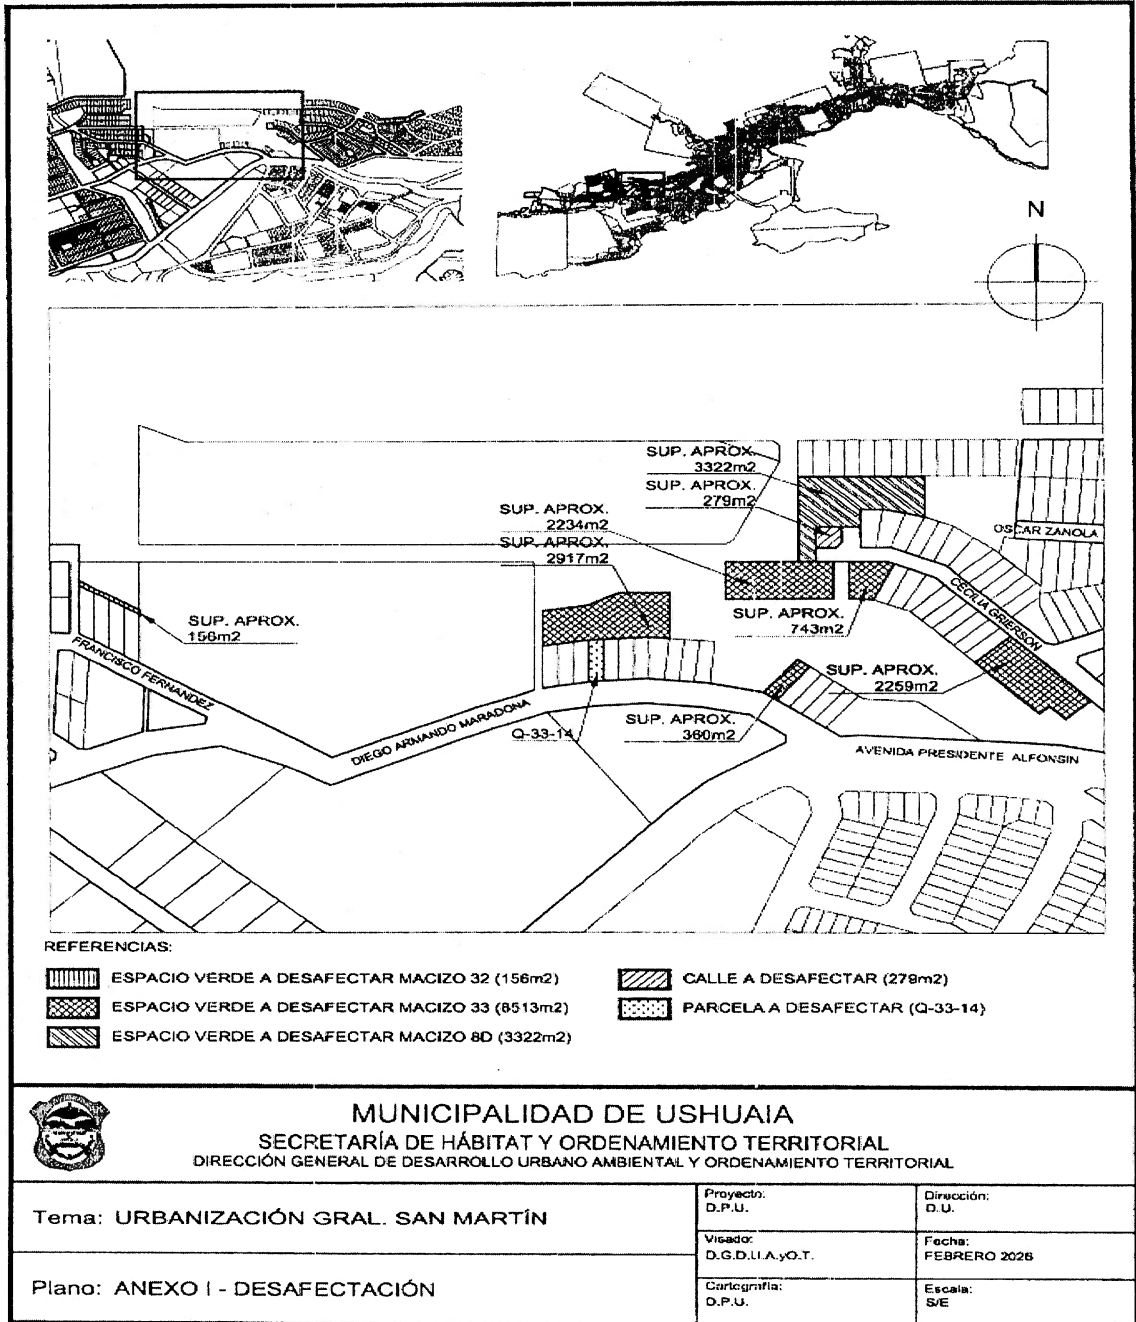 N
SUP. APROX.
3322m2
SUP. APROX.
279m2
SUP. APROX.
2234m2
SUP. APROX.
2917m2
OSCAR ZANOLA
SUP. APROX.
156m2
SUP. APROX.
743m2
CECILIA GRIERSON
FRANCISCO FERNANDEZ
SUP. APROX.
2259m2
DIEGO ARMANDO MARADONA
Q-33-14
SUP. APROX.
360m2
AVENIDA PRESIDENTE ALFONSIN
REFERENCIAS:
ESPACIO VERDE A DESAFECTAR MACIZO 32 (156m2)
CALLE A DESAFECTAR (279m2)
ESPACIO VERDE A DESAFECTAR MACIZO 33 (8513m2)
PARCELA A DESAFECTAR (Q-33-14)
ESPACIO VERDE A DESAFECTAR MACIZO 8D (3322m2)
MUNICIPALIDAD DE USHUAIA
SECRETARÍA DE HÁBITAT Y ORDENAMIENTO TERRITORIAL
DIRECCIÓN GENERAL DE DESARROLLO URBANO AMBIENTAL Y ORDENAMIENTO TERRITORIAL
Tema: URBANIZACIÓN GRAL. SAN MARTÍN
Proyecto:
D.P.U.
Dirección:
D.U.
Visado:
D.G.D.U.A.yO.T.
Fecha:
FEBRERO 2026
Plano: ANEXO I - DESAFECTACIÓN
Cartografía:
D.P.U.
Escala:
S/E